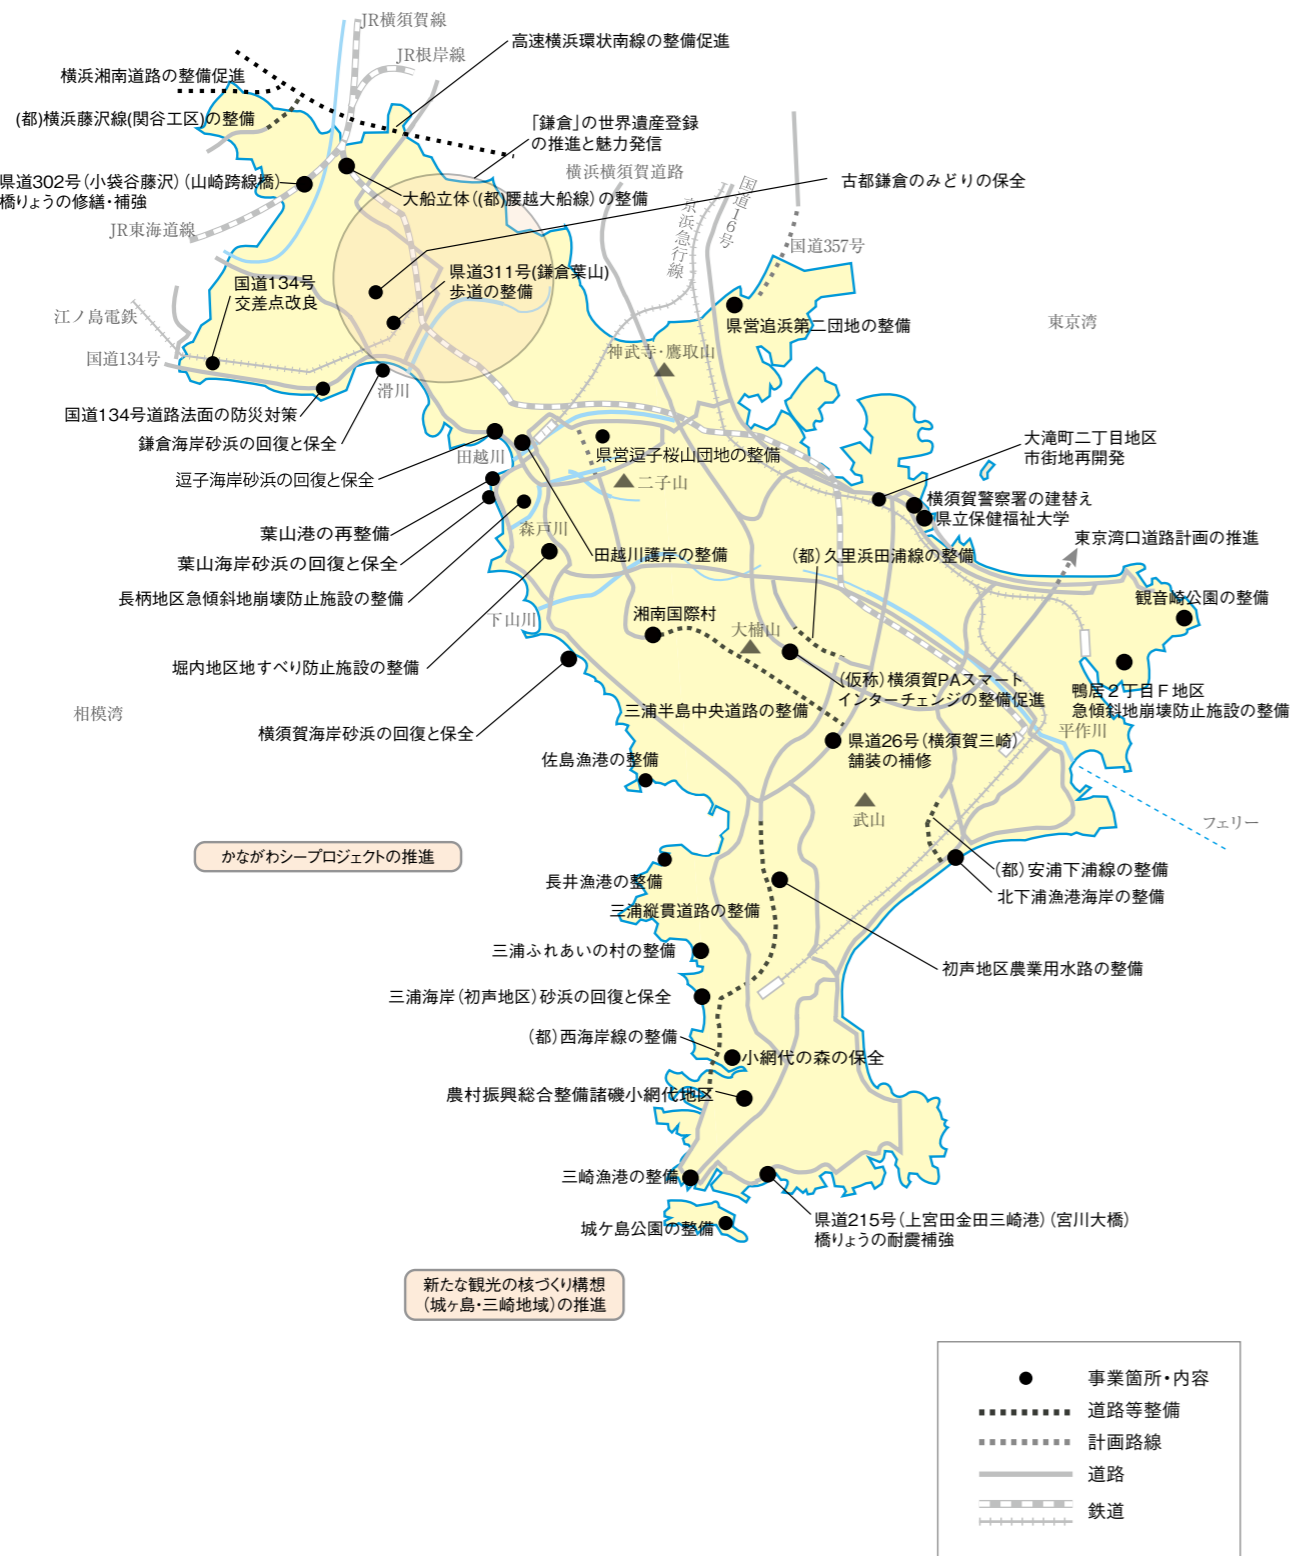 JR横須賀線
高速横浜環状南線の整備促進
JR根岸線
横浜湘南道路の整備促進
(都)横浜藤沢線(関谷工区)の整備
「鎌倉」の世界遺産登録
の推進と魅力発信
横浜横須賀道路
国道16号
京浜急行線
古都鎌倉のみどりの保全
県道302号(小袋谷藤沢)(山崎跨線橋)
橋りょうの修繕・補強
大船立体((都)腰越大船線)の整備
JR東海道線
国道357号
国道134号
交差点改良
県道311号(鎌倉葉山)
歩道の整備
江ノ島電鉄
県営追浜第二団地の整備
東京湾
国道134号
神武寺・鷹取山
滑川
国道134号道路法面の防災対策
鎌倉海岸砂浜の回復と保全
田越川
県営逗子桜山団地の整備
大滝町二丁目地区
市街地再開発
逗子海岸砂浜の回復と保全
二子山
横須賀警察署の建替え
県立保健福祉大学
葉山港の再整備
森戸川
東京湾口道路計画の推進
葉山海岸砂浜の回復と保全
田越川護岸の整備
(都)久里浜田浦線の整備
長柄地区急傾斜地崩壊防止施設の整備
観音崎公園の整備
下山川
湘南国際村
大楠山
堀内地区地すべり防止施設の整備
(仮称)横須賀PAスマート
インターチェンジの整備促進
鴨居2丁目F地区
急傾斜地崩壊防止施設の整備
相模湾
三浦半島中央道路の整備
平作川
横須賀海岸砂浜の回復と保全
県道26号(横須賀三崎)
舗装の補修
佐島漁港の整備
武山
フェリー
かながわシープロジェクトの推進
長井漁港の整備
(都)安浦下浦線の整備
北下浦漁港海岸の整備
三浦縦貫道路の整備
三浦ふれあいの村の整備
初声地区農業用水路の整備
三浦海岸(初声地区)砂浜の回復と保全
(都)西海岸線の整備
小網代の森の保全
農村振興総合整備諸磯小網代地区
三崎漁港の整備
県道215号(上宮田金田三崎港)(宮川大橋)
橋りょうの耐震補強
城ケ島公園の整備
新たな観光の核づくり構想
(城ヶ島・三崎地域)の推進
事業箇所・内容
道路等整備
計画路線
道路
鉄道